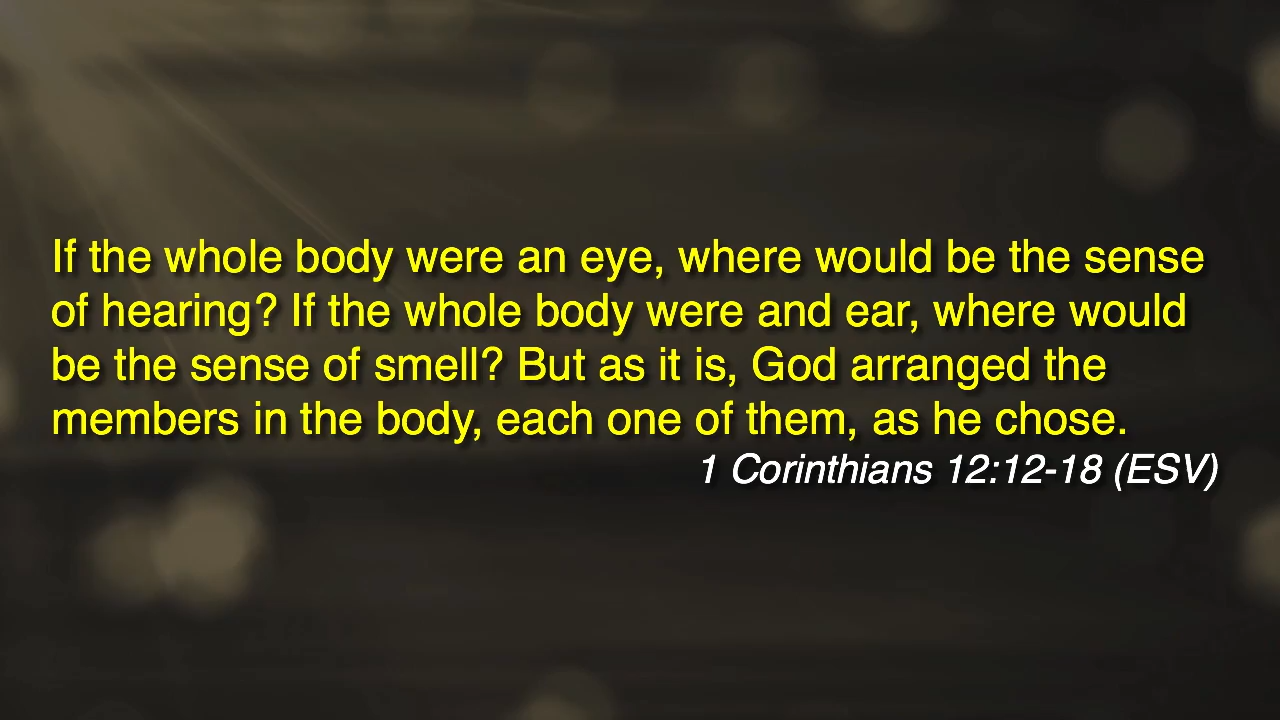 If the whole body were an eye, where would be the sense
of hearing? If the whole body were and ear, where would
be the sense of smell? But as it is, God arranged the
members in the body, each one of them, as he chose.
1 Corinthians 12:12-18 (ESV)